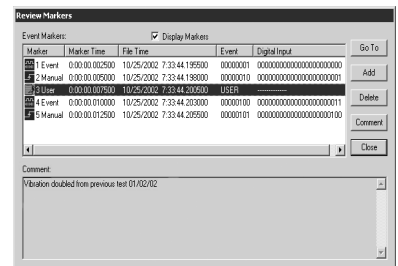 Review Markers
Event Markers:
Display Markers
Marker Marker Time File Time Event Digital Input
1 Event 0:00:00.002500 10/25/2002 7:33:44.195500 00000001 0000000000000000000000
2 Manual 0:00:00.005000 10/25/2002 7:33:44.198000 00000010 0000000000000000000001
3 User 0:00:00.007500 10/25/2002 7:33:44.200500 USER ------------
4 Event 0:00:00.010000 10/25/2002 7:33:44.203000 00000100 0000000000000000000011
5 Manual 0:00:00.012500 10/25/2002 7:33:44.205500 00000101 0000000000000000000100
Go To
Add
Delete
Comment
Close
Comment:
Vibration doubled from previous test 01/02/02